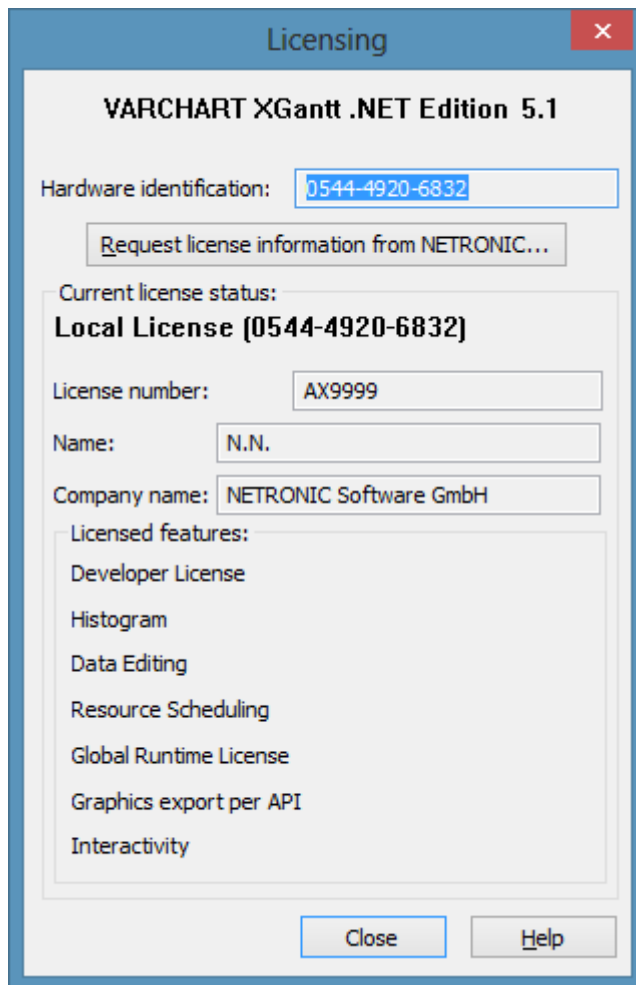 Licensing
VARCHART XGantt .NET Edition 5.1
Hardware identification: 0544-4920-6832
Request license information from NETRONIC...
Current license status:
Local License (0544-4920-6832)
License number: AX9999
Name: N.N.
Company name: NETRONIC Software GmbH
Licensed features:
Developer License
Histogram
Data Editing
Resource Scheduling
Global Runtime License
Graphics export per API
Interactivity
Close Help